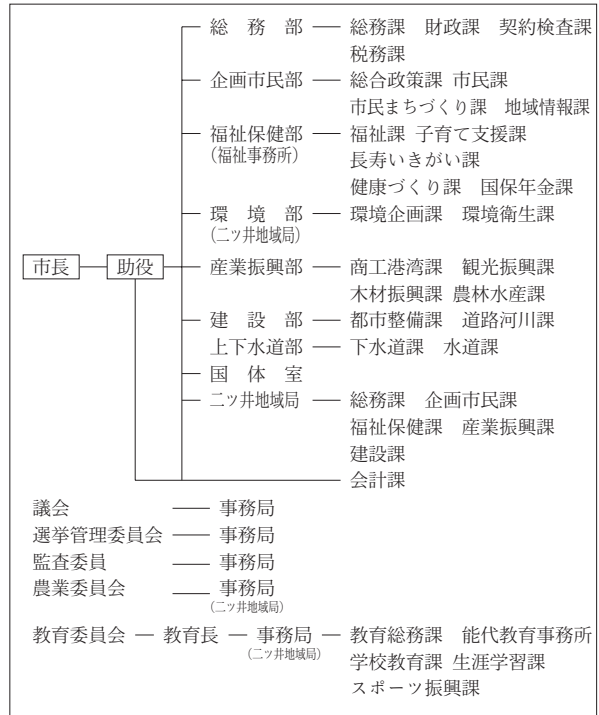 総　務　部　総務課　財政課　契約検査課
税務課
企画市民部　総合政策課 市民課
市民まちづくり課　地域情報課
福祉保健部　福祉課 子育て支援課
(福祉事務所)　長寿いきがい課
健康づくり課　国保年金課
環　境　部　環境企画課　環境衛生課
(二ツ井地域局)
市長　助役　産業振興部　商工港湾課　観光振興課
木材振興課 農林水産課
建　設　部　都市整備課　道路河川課
上下水道部　下水道課　水道課
国　体　室
二ツ井地域局　総務課　企画市民課
福祉保健課　産業振興課
建設課
会計課
議会　事務局
選挙管理委員会　事務局
監査委員　事務局
農業委員会　事務局
(二ツ井地域局)
教育委員会　教育長　事務局　教育総務課　能代教育事務所
(二ツ井地域局)　学校教育課 生涯学習課
スポーツ振興課